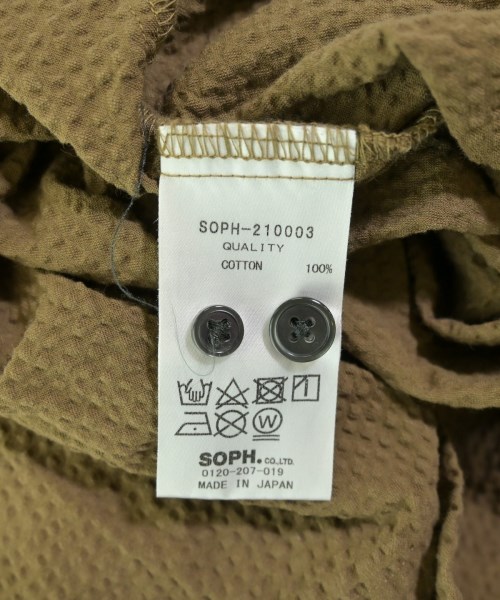 SOPH-210003
QUALITY
COTTON 100%
W
SOPH. CO.,LTD.
0120-207-019
MADE IN JAPAN